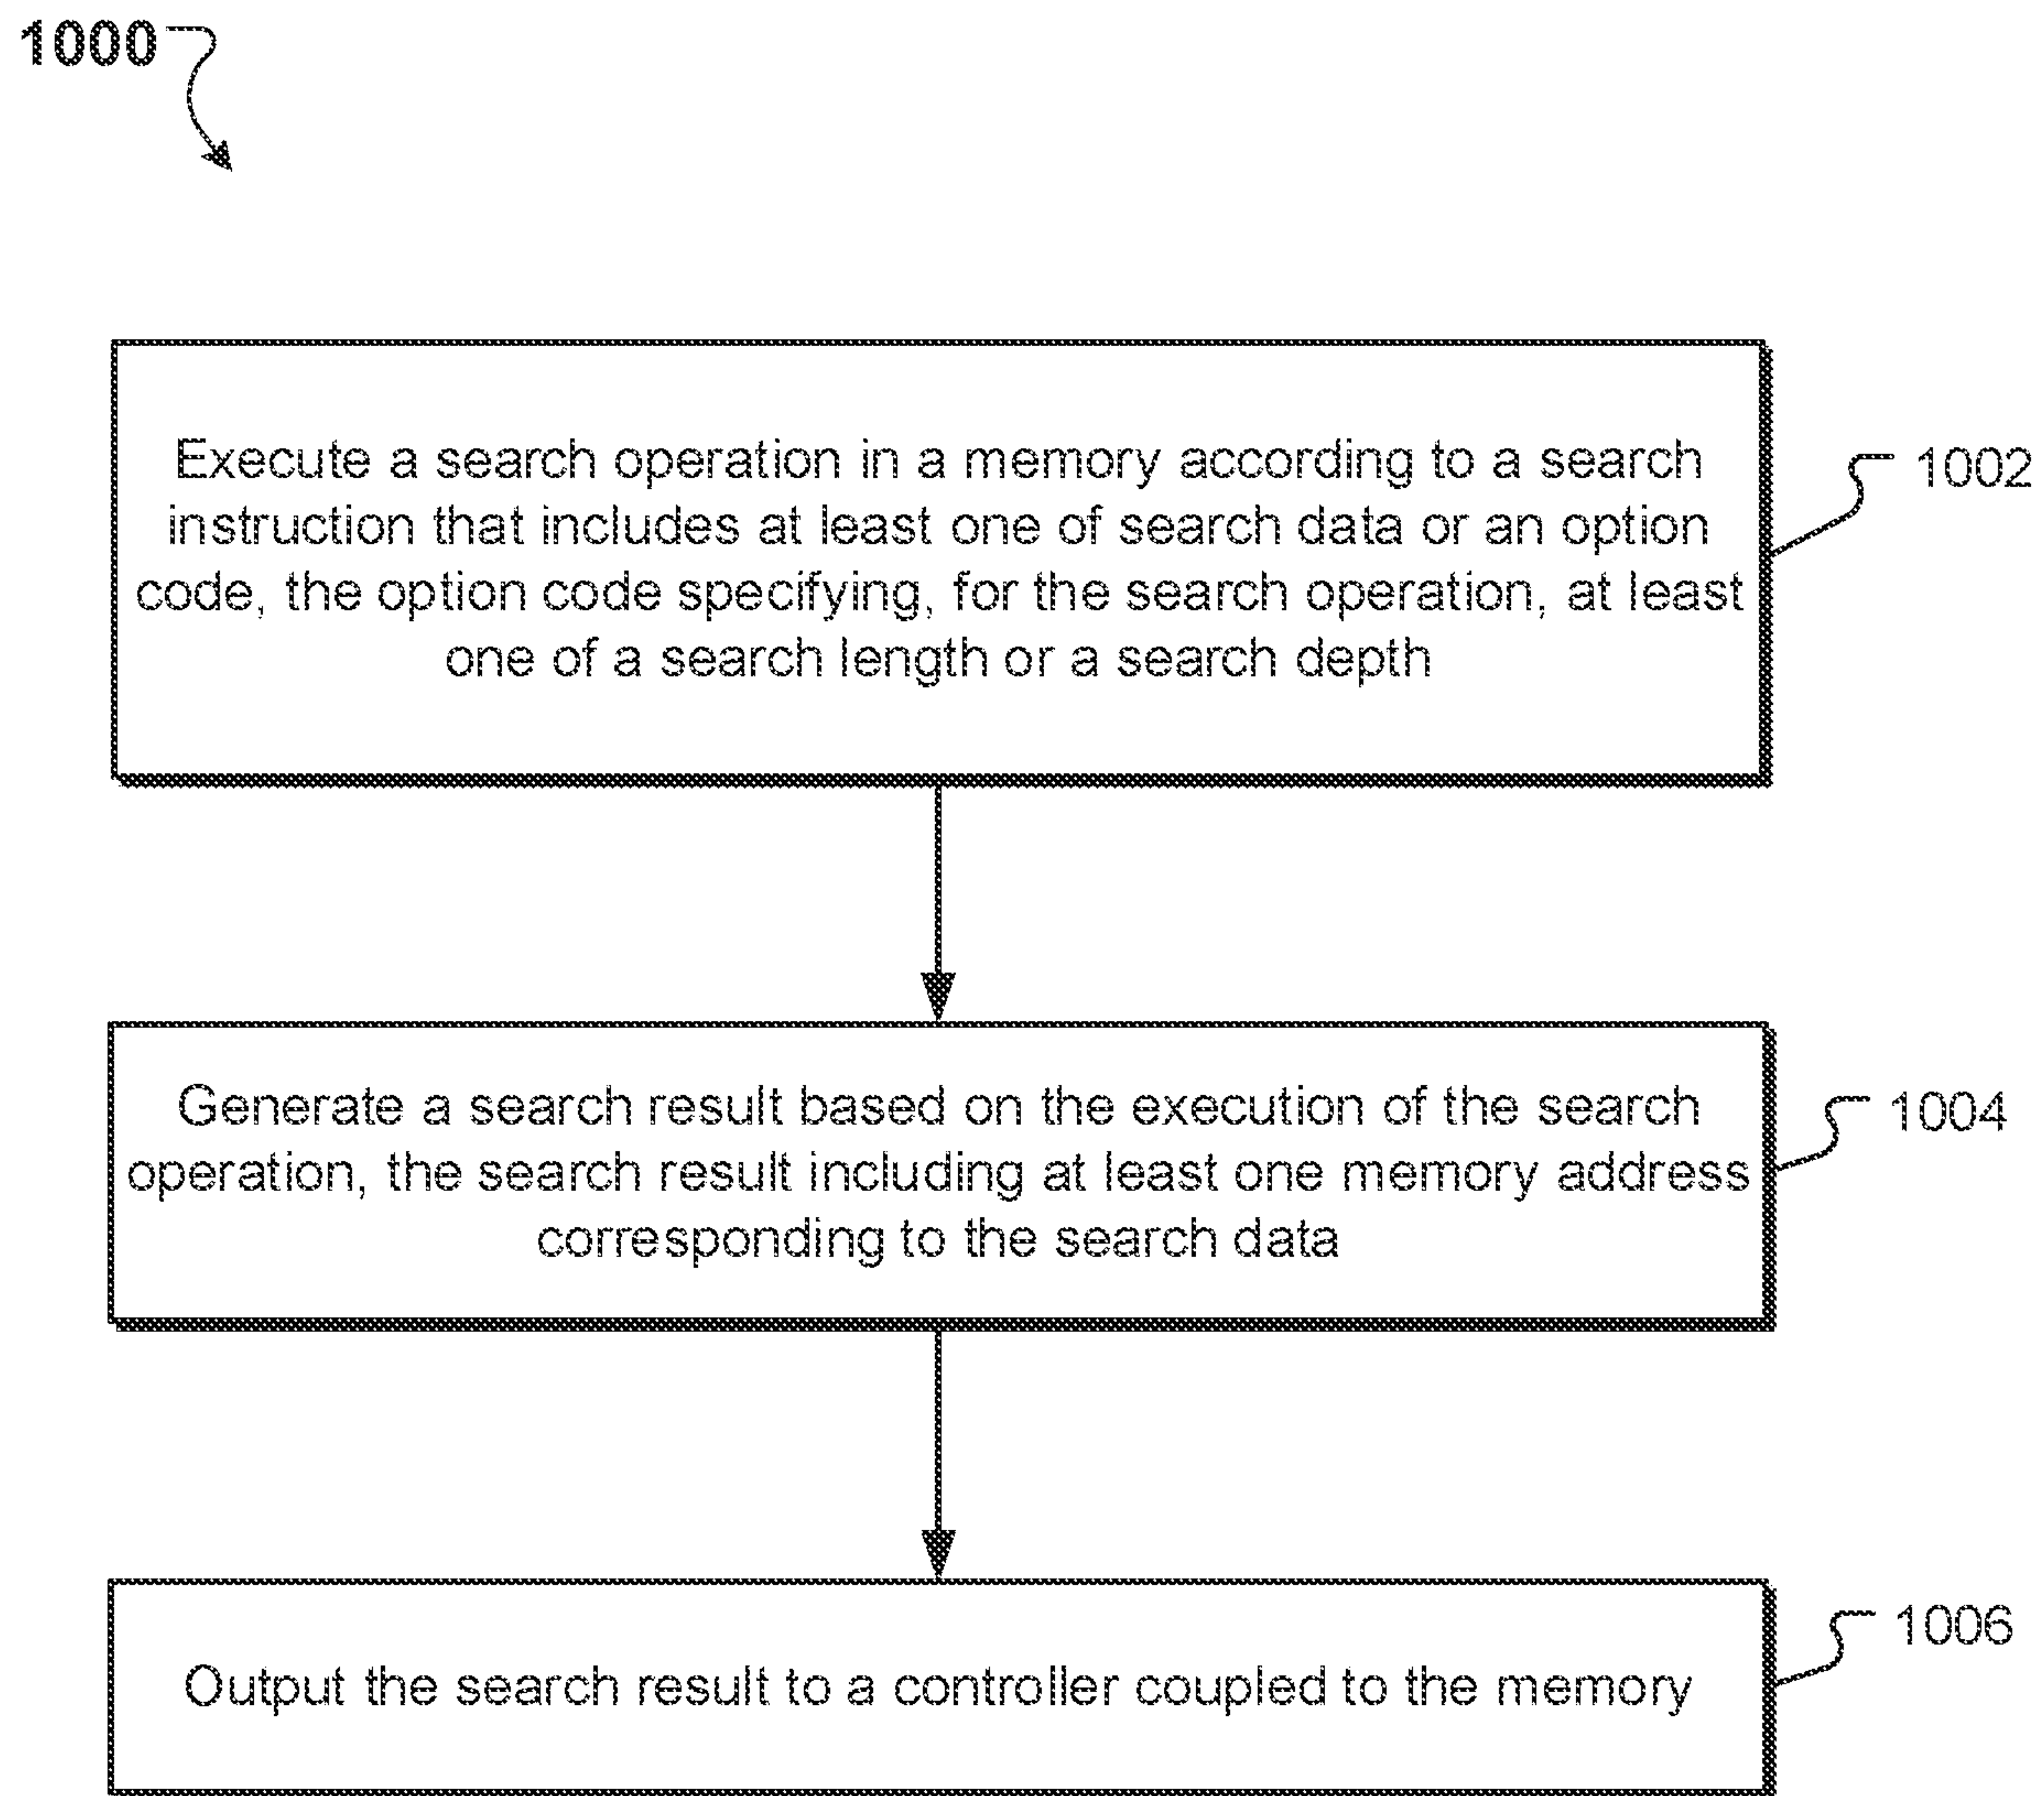 1000
Execute a search operation in a memory according to a search
instruction that includes at least one of search data or an option
code, the option code specifying, for the search operation, at least
one of a search length or a search depth
1002
Generate a search result based on the execution of the search
operation, the search result including at least one memory address
corresponding to the search data
1004
Output the search result to a controller coupled to the memory
1006